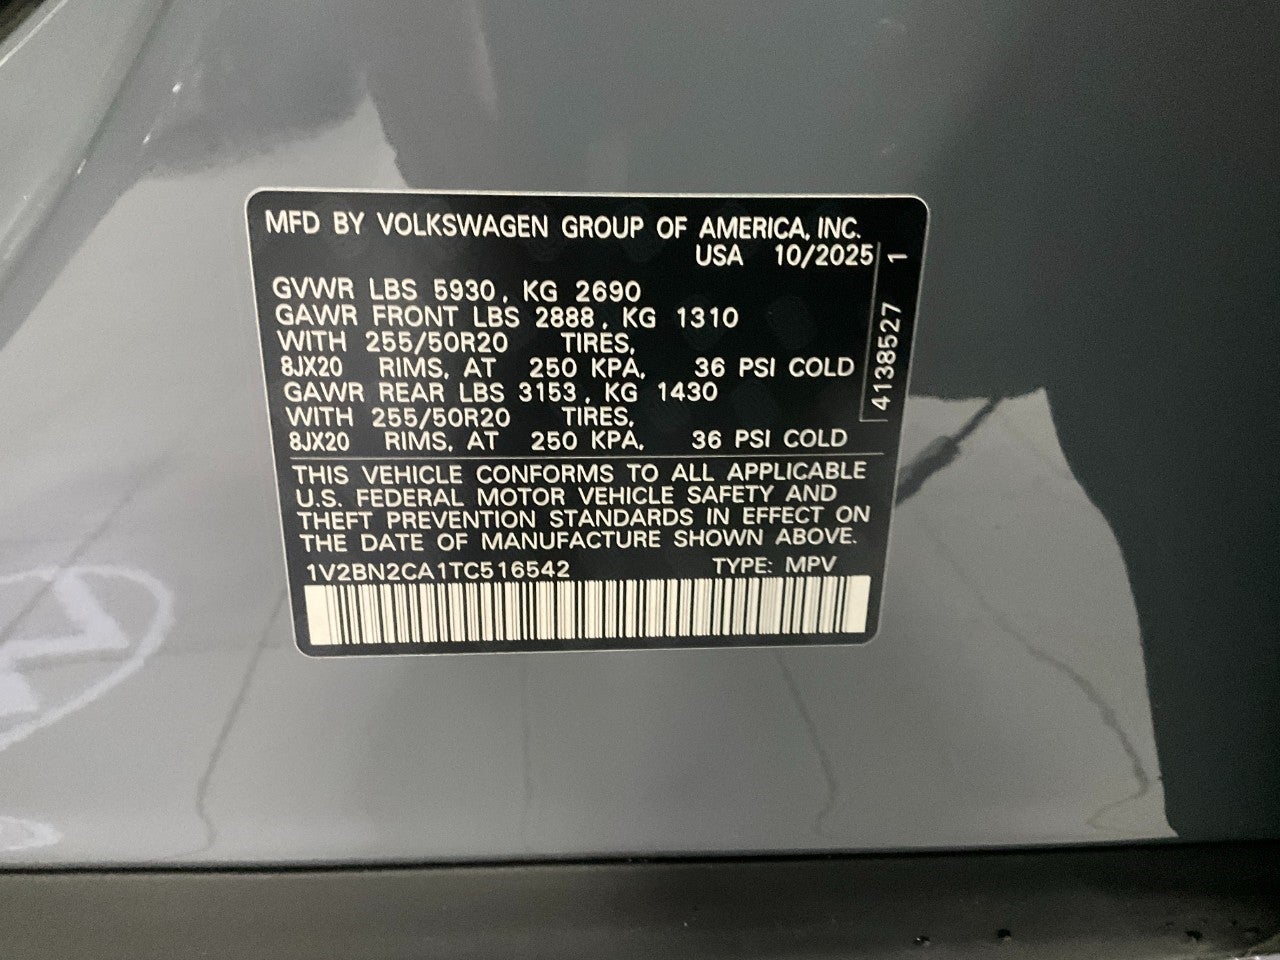 MFD BY VOLKSWAGEN GROUP OF AMERICA, INC.
USA 10/2025
GVWR LBS 5930, KG 2690
GAWR FRONT LBS 2888, KG 1310
WITH 255/50R20 TIRES,
8JX20 RIMS, AT 250 KPA, 36 PSI COLD
GAWR REAR LBS 3153, KG 1430
WITH 255/50R20 TIRES,
8JX20 RIMS, AT 250 KPA, 36 PSI COLD
4138527 1
THIS VEHICLE CONFORMS TO ALL APPLICABLE
U.S. FEDERAL MOTOR VEHICLE SAFETY AND
THEFT PREVENTION STANDARDS IN EFFECT ON
THE DATE OF MANUFACTURE SHOWN ABOVE.
1V2BN2CA1TC516542 TYPE: MPV